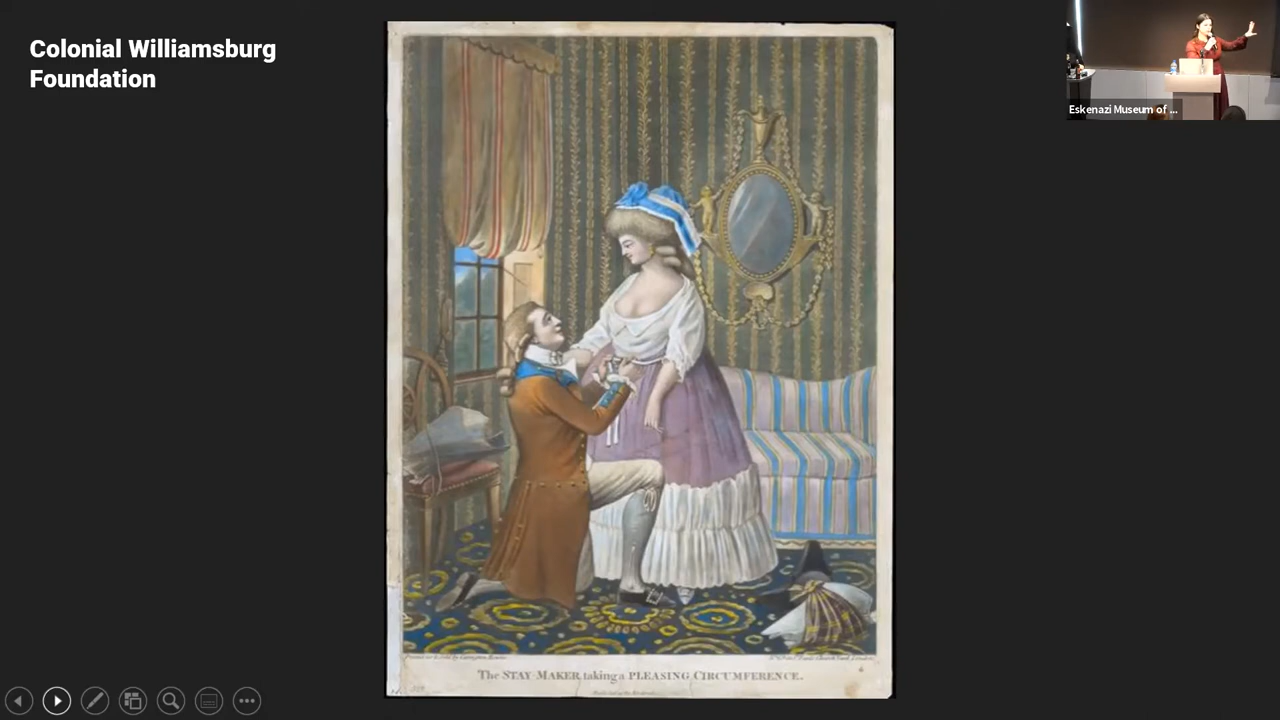 Colonial Williamsburg
Foundation
Eskenazi Museum of ...
The STAY-MAKER taking a PLEASING CIRCUMFERENCE.